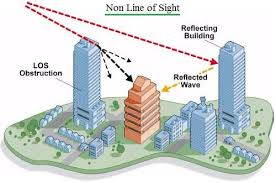 Non Line of Sight
Reflecting
Building
LOS
Obstruction
Reflected
Wave